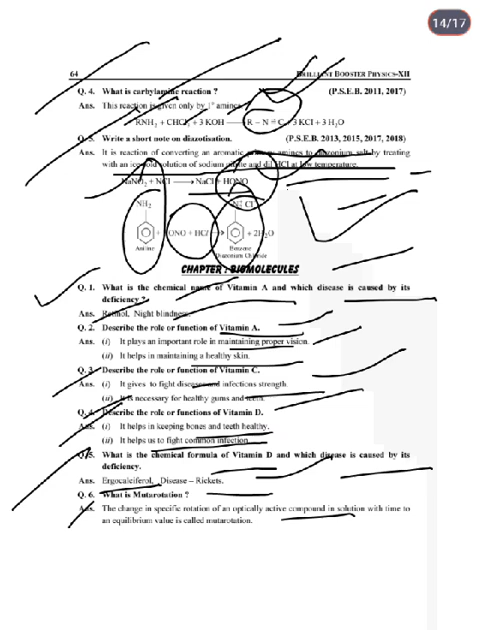 14/17
64 BRILLIANT BOOSTER PHYSICS-XII
Q. 4. What is carbylamine reaction ? (P.S.E.B. 2011, 2017)
Ans. This reaction is given only by 1° amines
RNH₂ + CHCl₃ + 3 KOH ⟶ R – N ≡ C + 3 KCl + 3 H₂O
Q. 5. Write a short note on diazotisation. (P.S.E.B. 2013, 2015, 2017, 2018)
Ans. It is reaction of converting an aromatic primary amines to diazonium salt by treating
with an ice cold solution of sodium nitrite and dil HCl at low temperature.
NaNO₂ + HCl ⟶ NaCl + HONO
NH₂ N₂⁺Cl⁻
+ HONO + HCl ⟶ + 2H₂O
Aniline Benzene
Diazonium Chloride
CHAPTER : BIOMOLECULES
Q. 1. What is the chemical name of Vitamin A and which disease is caused by its
deficiency ?
Ans. Retinol, Night blindness.
Q. 2. Describe the role or function of Vitamin A.
Ans. (i) It plays an important role in maintaining proper vision.
(ii) It helps in maintaining a healthy skin.
Q. 3. Describe the role or function of Vitamin C.
Ans. (i) It gives to fight diseases and infections strength.
(ii) It is necessary for healthy gums and teeth.
Q. 4. Describe the role or functions of Vitamin D.
Ans. (i) It helps in keeping bones and teeth healthy.
(ii) It helps us to fight common infection.
Q. 5. What is the chemical formula of Vitamin D and which disease is caused by its
deficiency.
Ans. Ergocalciferol, Disease – Rickets.
Q. 6. What is Mutarotation ?
Ans. The change in specific rotation of an optically active compound in solution with time to
an equilibrium value is called mutarotation.